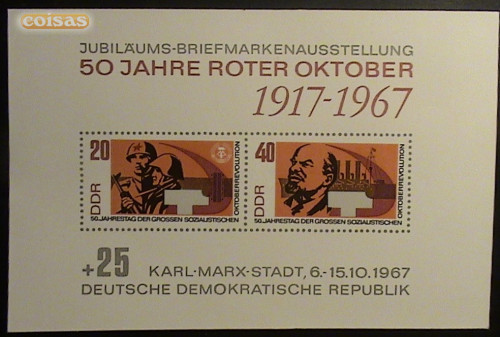 coisas
JUBILÄUMS-BRIEFMARKENAUSSTELLUNG
50 JAHRE ROTER OKTOBER
1917-1967
20
DDR
50. JAHRESTAG DER GROSSEN SOZIALISTISCHEN
OKTOBERREVOLUTION
40
DDR
50. JAHRESTAG DER GROSSEN SOZIALISTISCHEN
OKTOBERREVOLUTION
+25 KARL-MARX-STADT, 6.-15.10.1967
DEUTSCHE DEMOKRATISCHE REPUBLIK